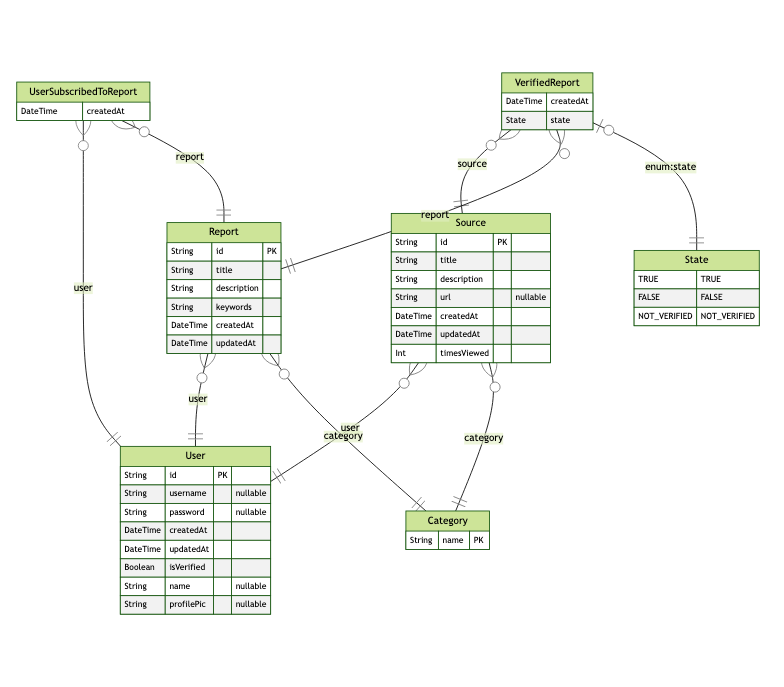 UserSubscribedToReport
DateTime createdAt
VerifiedReport
DateTime createdAt
State state
report
source
enum:state
report
user
Report
String id PK
String title
String description
String keywords
DateTime createdAt
DateTime updatedAt
Source
String id PK
String title
String description
String url nullable
DateTime createdAt
DateTime updatedAt
Int timesViewed
State
TRUE TRUE
FALSE FALSE
NOT_VERIFIED NOT_VERIFIED
user
user
category
category
User
String id PK
String username nullable
String password nullable
DateTime createdAt
DateTime updatedAt
Boolean isVerified
String name nullable
String profilePic nullable
Category
String name PK